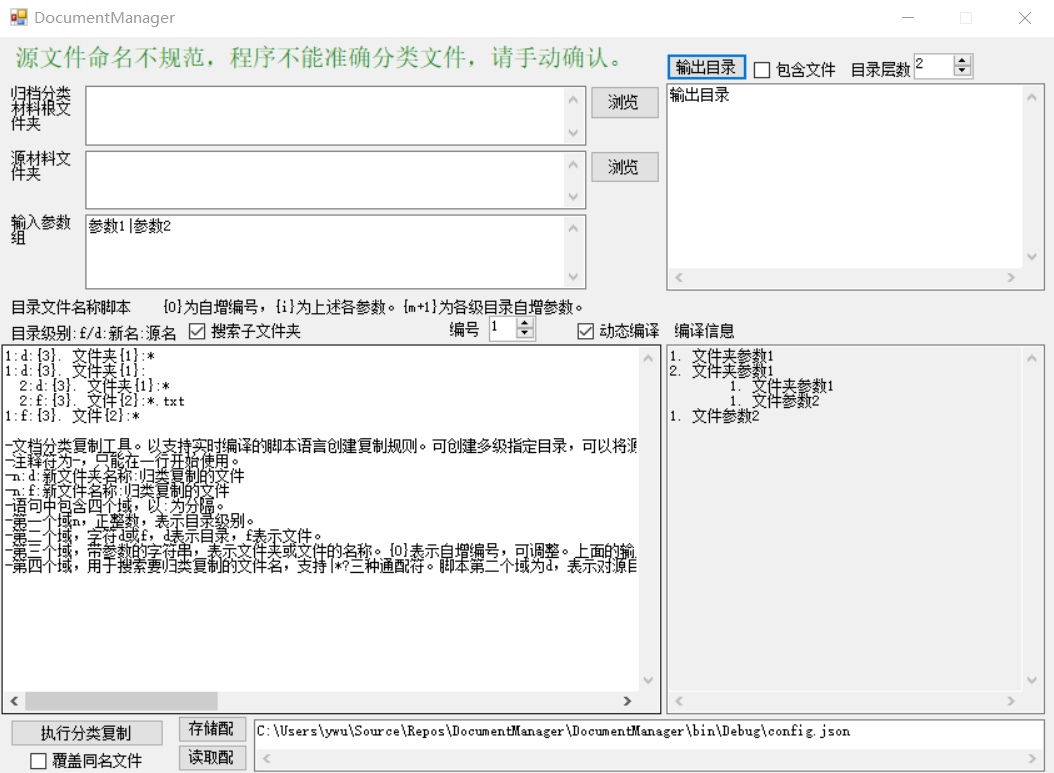 DocumentManager
源文件命名不规范，程序不能准确分类文件，请手动确认。
输出目录
包含文件
目录层数
2
归档分类
材料根文
件夹
浏览
输出目录
源材料文
件夹
浏览
输入参数
组
参数1|参数2
目录文件名称脚本
{0}为自增编号，{i}为上述各参数。{m+1}为各级目录自增参数。
目录级别:f/d:新名:源名
搜索子文件夹
编号
1
动态编译
编译信息
1:d:{3}. 文件夹{1}:*
1:d:{3}. 文件夹{1}:
2:d:{3}. 文件夹{1}:*
2:f:{3}. 文件{2}:*.txt
1:f:{3}. 文件{2}:*
-文档分类复制工具。以支持实时编译的脚本语言创建复制规则。可创建多级指定目录，可以将源
-注释符为-，只能在一行开始使用。
-n:d:新文件夹名称:归类复制的文件
-n:f:新文件名称:归类复制的文件
-语句中包含四个域，以:为分隔。
-第一个域n，正整数，表示目录级别。
-第二个域，字符d或f，d表示目录，f表示文件。
-第三个域，带参数的字符串，表示文件夹或文件的名称。{0}表示自增编号，可调整。上面的输
-第四个域，用于搜索要归类复制的文件名，支持|*?三种通配符。脚本第二个域为d，表示对源目
1. 文件夹参数1
2. 文件夹参数1
1. 文件夹参数1
1. 文件参数2
1. 文件参数2
执行分类复制
覆盖同名文件
存储配
读取配
C:\Users\ywu\Source\Repos\DocumentManager\DocumentManager\bin\Debug\config.json